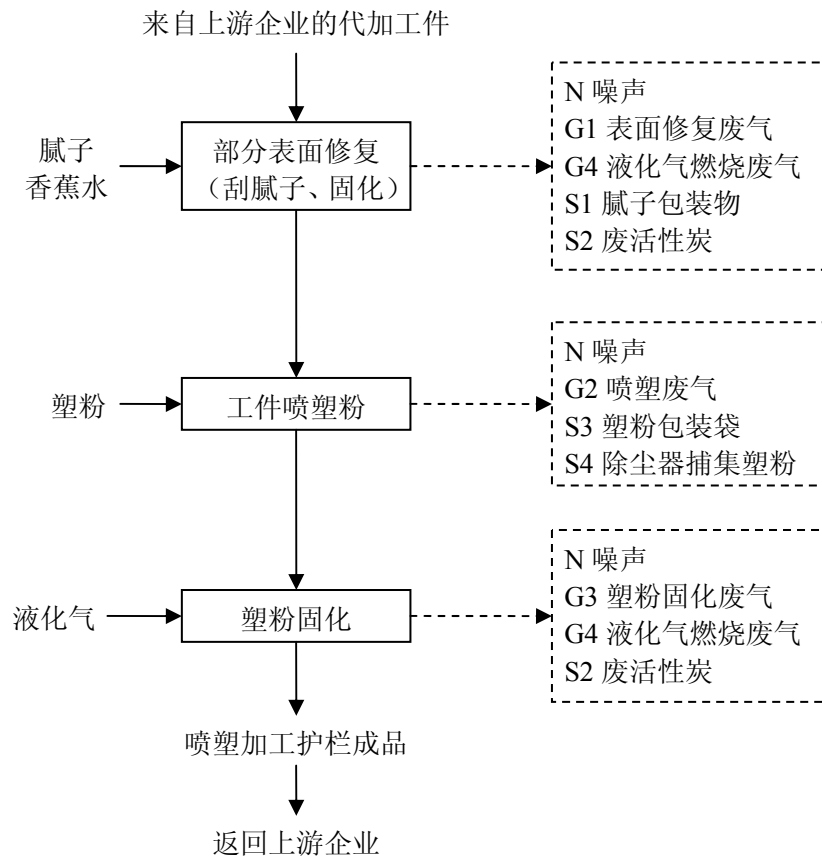 来自上游企业的代加工件
腻子
香蕉水
部分表面修复
（刮腻子、固化）
N 噪声
G1 表面修复废气
G4 液化气燃烧废气
S1 腻子包装物
S2 废活性炭
塑粉
工件喷塑粉
N 噪声
G2 喷塑废气
S3 塑粉包装袋
S4 除尘器捕集塑粉
液化气
塑粉固化
N 噪声
G3 塑粉固化废气
G4 液化气燃烧废气
S2 废活性炭
喷塑加工护栏成品
返回上游企业